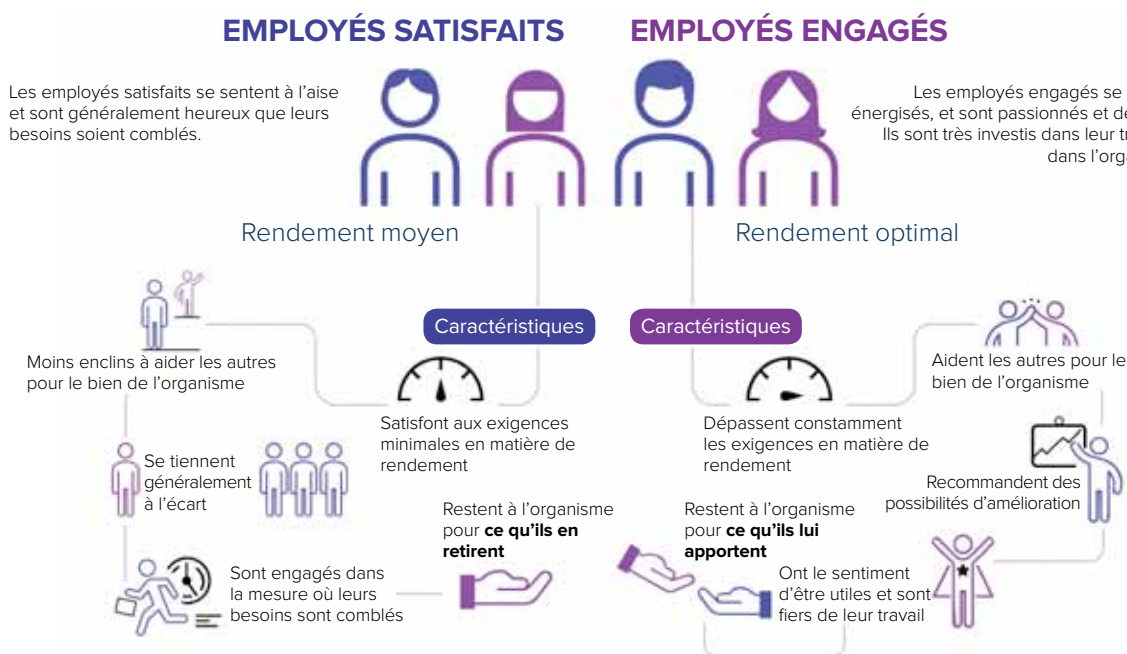 EMPLOYÉS SATISFAITS
Les employés satisfaits se sentent à l'aise
et sont généralement heureux que leurs
besoins soient comblés.
Rendement moyen
Caractéristiques
Satisfont aux exigences
minimales en matière de
rendement
Moins enclins à aider les autres
pour le bien de l'organisme
Se tiennent
généralement
à l'écart
Sont engagés dans
la mesure où leurs
besoins sont comblés
Restent à l'organisme
pour ce qu'ils en
retirent
EMPLOYÉS ENGAGÉS
Les employés engagés se
énergisés, et sont passionnés et
Ils sont très investis dans leur
dans
Rendement optimal
Caractéristiques
Dépassent constamment
les exigences en matière de
rendement
Aident les autres pour le
bien de l'organisme
Recommandent des
possibilités d'amélioration
Ont le sentiment
d'être utiles et sont
fiers de leur travail
Restent à l'organisme
pour ce qu'ils lui
apportent